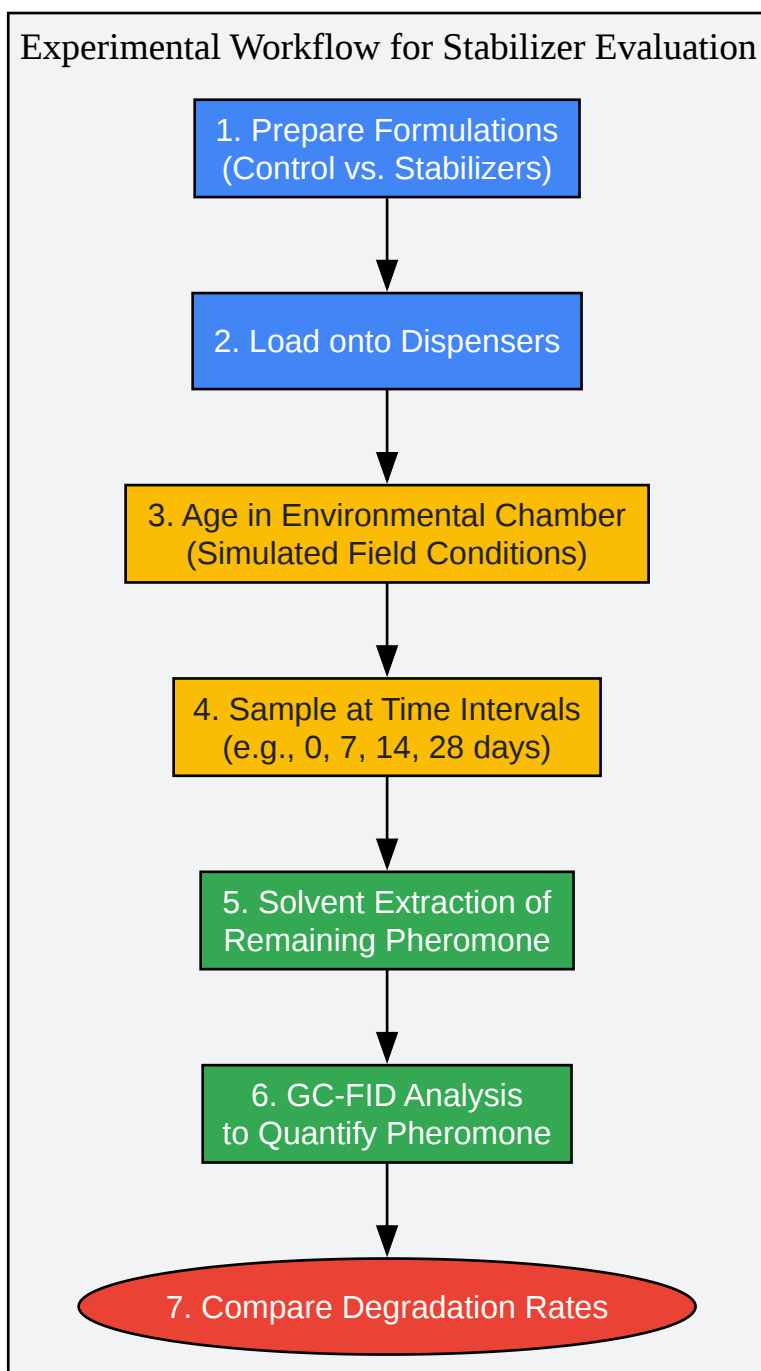 Experimental Workflow for Stabilizer Evaluation
1. Prepare Formulations
(Control vs. Stabilizers)
2. Load onto Dispensers
3. Age in Environmental Chamber
(Simulated Field Conditions)
4. Sample at Time Intervals
(e.g., 0, 7, 14, 28 days)
5. Solvent Extraction of
Remaining Pheromone
6. GC-FID Analysis
to Quantify Pheromone
7. Compare Degradation Rates